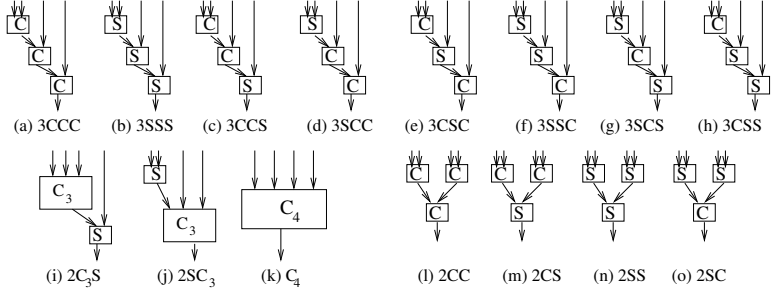 C S C S C S S C
C S C C S S C S
C S S C C C S S
(a) 3CCC (b) 3SSS (c) 3CCS (d) 3SCC (e) 3CSC (f) 3SSC (g) 3SCS (h) 3CSS
S C C C C S S S S
C₃ C₃ C₄
S C S S C
(i) 2C₃S (j) 2SC₃ (k) C₄ (l) 2CC (m) 2CS (n) 2SS (o) 2SC